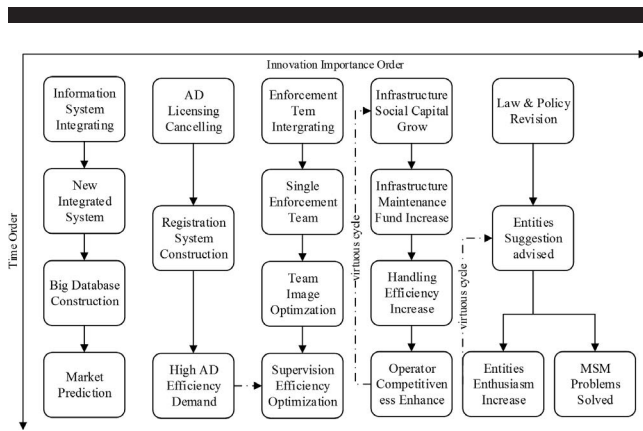 Innovation Importance Order
Time Order
Information
System
Integrating
New
Integrated
System
Big Database
Construction
Market
Prediction
AD
Licensing
Cancelling
Registration
System
Construction
High AD
Efficiency
Demand
Enforcement
Tem
Intergrating
Single
Enforcement
Team
Team
Image
Optimzation
Supervision
Efficiency
Optimization
virtuous cycle
Infrastructure
Social Capital
Grow
Infrastructure
Maintenance
Fund Increase
Handling
Efficiency
Increase
Operator
Competitiven
ess Enhance
virtuous cycle
Law & Policy
Revision
Entities
Suggestion
advised
Entities
Enthusiasm
Increase
MSM
Problems
Solved